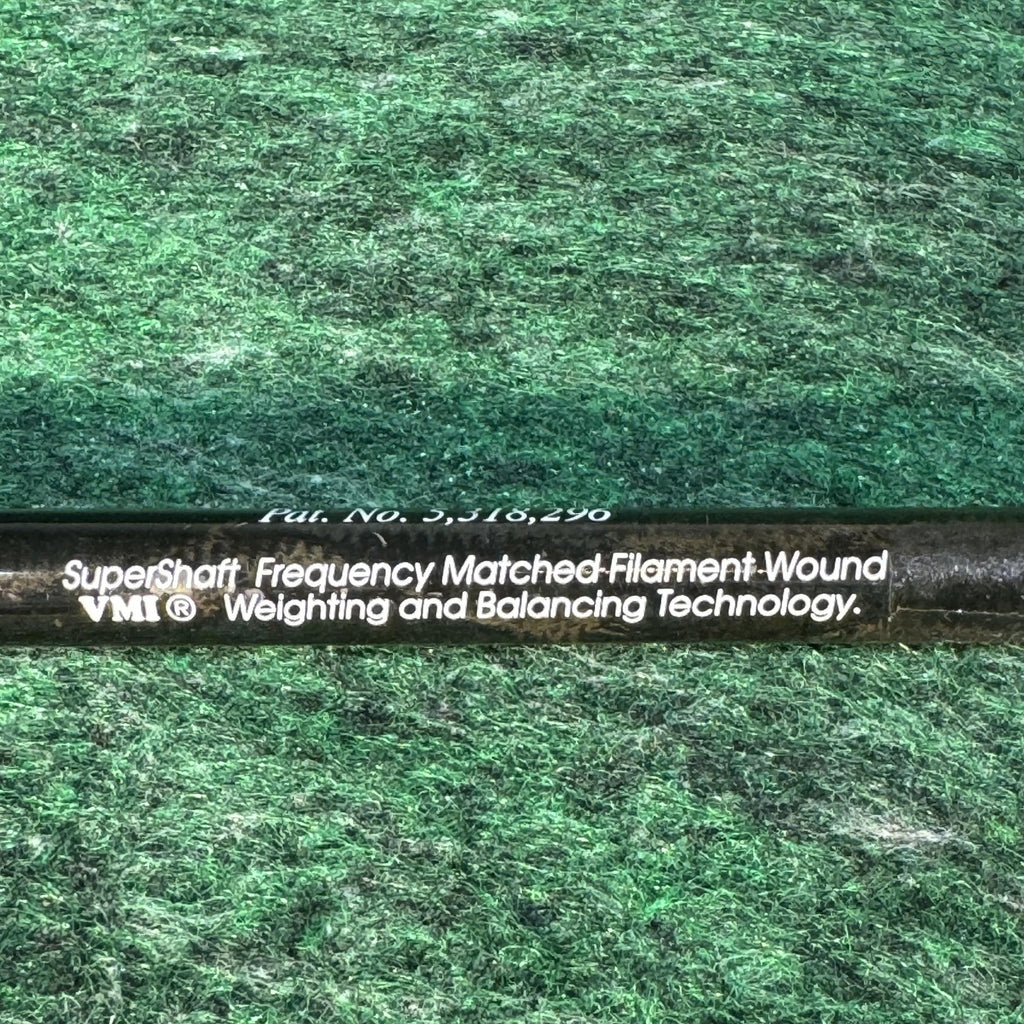 Pat. No. 5,318,296
SuperShaft Frequency Matched Filament Wound
VMI ® Weighting and Balancing Technology.